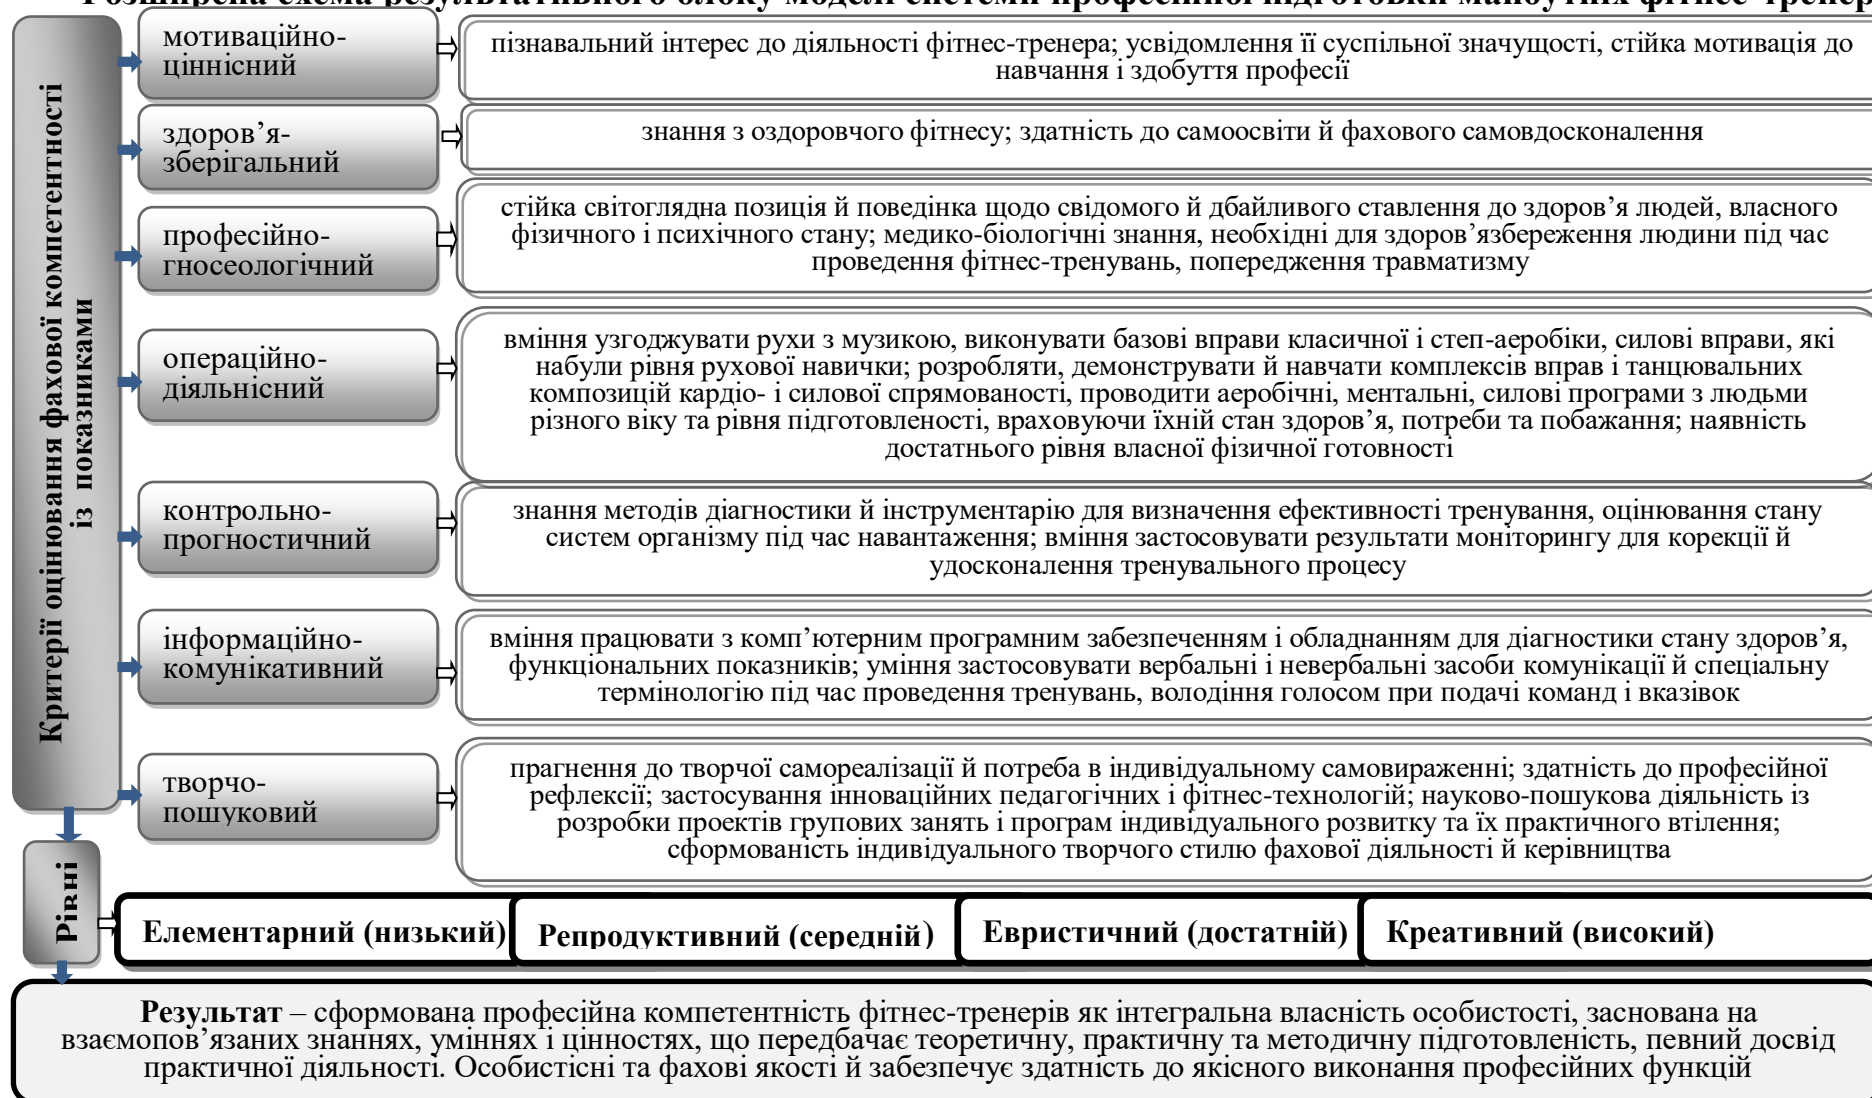 Розширена схема результативного блоку моделі системи професійної підготовки майбутніх фітнес-тренер
Критерії оцінювання фахової компетентності
із показниками
мотиваційно-
ціннісний
пізнавальний інтерес до діяльності фітнес-тренера; усвідомлення її суспільної значущості, стійка мотивація до
навчання і здобуття професії
здоров’я-
зберігальний
знання з оздоровчого фітнесу; здатність до самоосвіти й фахового самовдосконалення
професійно-
гносеологічний
стійка світоглядна позиція й поведінка щодо свідомого й дбайливого ставлення до здоров’я людей, власного
фізичного і психічного стану; медико-біологічні знання, необхідні для здоров’язбереження людини під час
проведення фітнес-тренувань, попередження травматизму
операційно-
діяльнісний
вміння узгоджувати рухи з музикою, виконувати базові вправи класичної і степ-аеробіки, силові вправи, які
набули рівня рухової навички; розробляти, демонструвати й навчати комплексів вправ і танцювальних
композицій кардіо- і силової спрямованості, проводити аеробічні, ментальні, силові програми з людьми
різного віку та рівня підготовленості, враховуючи їхній стан здоров’я, потреби та побажання; наявність
достатнього рівня власної фізичної готовності
контрольно-
прогностичний
знання методів діагностики й інструментарію для визначення ефективності тренування, оцінювання стану
систем організму під час навантаження; вміння застосовувати результати моніторингу для корекції й
удосконалення тренувального процесу
інформаційно-
комунікативний
вміння працювати з комп’ютерним програмним забезпеченням і обладнанням для діагностики стану здоров’я,
функціональних показників; уміння застосовувати вербальні і невербальні засоби комунікації й спеціальну
термінологію під час проведення тренувань, володіння голосом при подачі команд і вказівок
творчо-
пошуковий
прагнення до творчої самореалізації й потреба в індивідуальному самовираженні; здатність до професійної
рефлексії; застосування інноваційних педагогічних і фітнес-технологій; науково-пошукова діяльність із
розробки проектів групових занять і програм індивідуального розвитку та їх практичного втілення;
сформованість індивідуального творчого стилю фахової діяльності й керівництва
Рівні
Елементарний (низький)
Репродуктивний (середній)
Евристичний (достатній)
Креативний (високий)
Результат – сформована професійна компетентність фітнес-тренерів як інтегральна власність особистості, заснована на
взаємопов’язаних знаннях, уміннях і цінностях, що передбачає теоретичну, практичну та методичну підготовленість, певний досвід
практичної діяльності. Особистісні та фахові якості й забезпечує здатність до якісного виконання професійних функцій